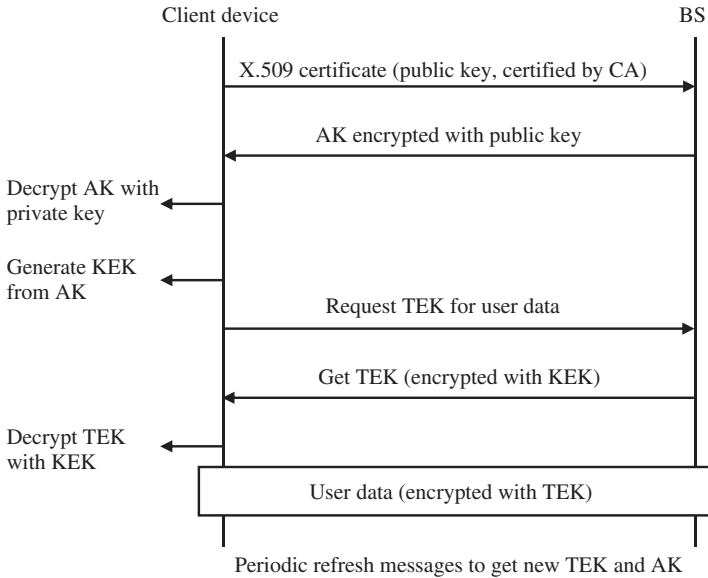 Client device
BS
X.509 certificate (public key, certified by CA)
AK encrypted with public key
Decrypt AK with
private key
Generate KEK
from AK
Request TEK for user data
Get TEK (encrypted with KEK)
Decrypt TEK
with KEK
User data (encrypted with TEK)
Periodic refresh messages to get new TEK and AK